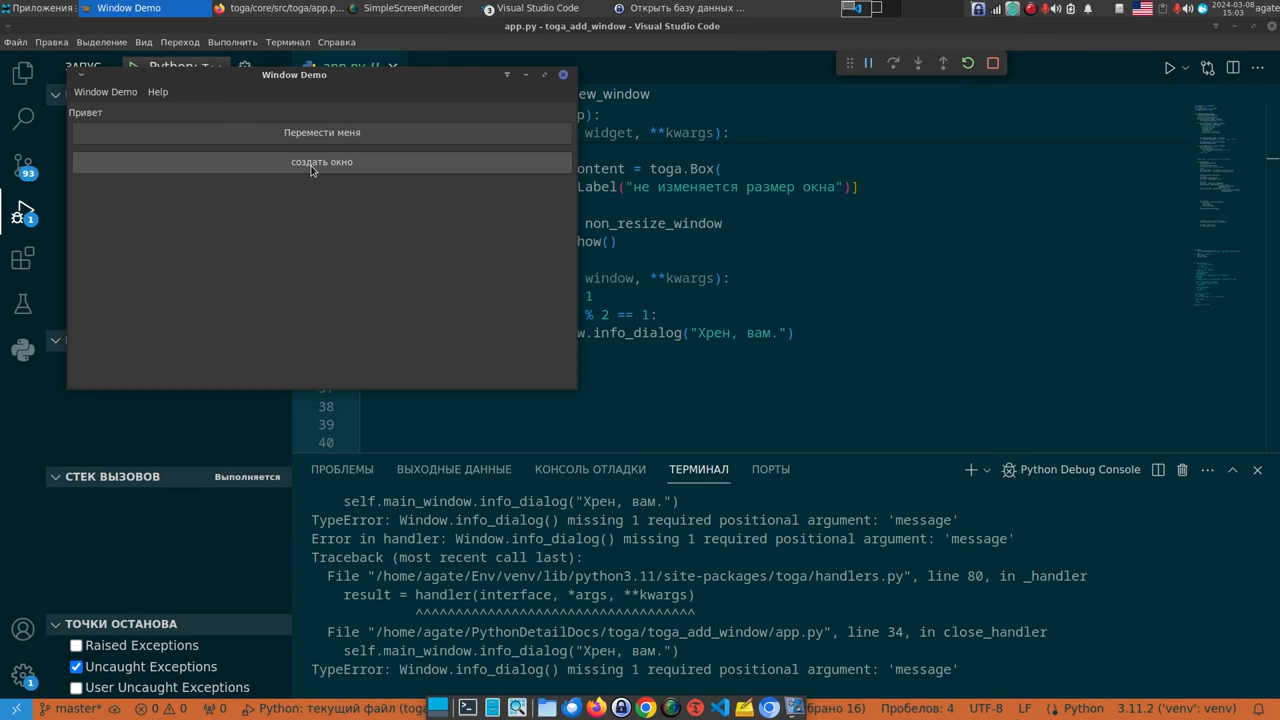 Приложения
Window Demo
toga/core/src/toga/app.p...
SimpleScreenRecorder
Visual Studio Code
Открыть базу данных ...
2024-03-08
15:03
agate
app.py - toga_add_window - Visual Studio Code
Файл Правка Выделение Вид Переход Выполнить Терминал Справка
Window Demo
Window Demo Help
Привет
Перемести меня
создать окно
ew_window
p):
widget, **kwargs):
ontent = toga.Box(
Label("не изменяется размер окна")]
non_resize_window
how()
window, **kwargs):
1
% 2 == 1:
w.info_dialog("Хрен, вам.")
38
39
40
93
1
СТЕК ВЫЗОВОВ Выполняется
ТОЧКИ ОСТАНОВА
Raised Exceptions
Uncaught Exceptions
User Uncaught Exceptions
1
ПРОБЛЕМЫ ВЫХОДНЫЕ ДАННЫЕ КОНСОЛЬ ОТЛАДКИ ТЕРМИНАЛ ПОРТЫ
Python Debug Console
self.main_window.info_dialog("Хрен, вам.")
TypeError: Window.info_dialog() missing 1 required positional argument: 'message'
Error in handler: Window.info_dialog() missing 1 required positional argument: 'message'
Traceback (most recent call last):
File "/home/agate/Env/venv/lib/python3.11/site-packages/toga/handlers.py", line 80, in _handler
result = handler(interface, *args, **kwargs)
^^^^^^^^^^^^^^^^^^^^^^^^^^^^^^^^^^^
File "/home/agate/PythonDetailDocs/toga/toga_add_window/app.py", line 34, in close_handler
self.main_window.info_dialog("Хрен, вам.")
TypeError: Window.info_dialog() missing 1 required positional argument: 'message'
master*
0
0
0
Python: текущий файл (toga
брано 16)
Пробелов: 4
UTF-8
LF
Python
3.11.2 ('venv': venv)